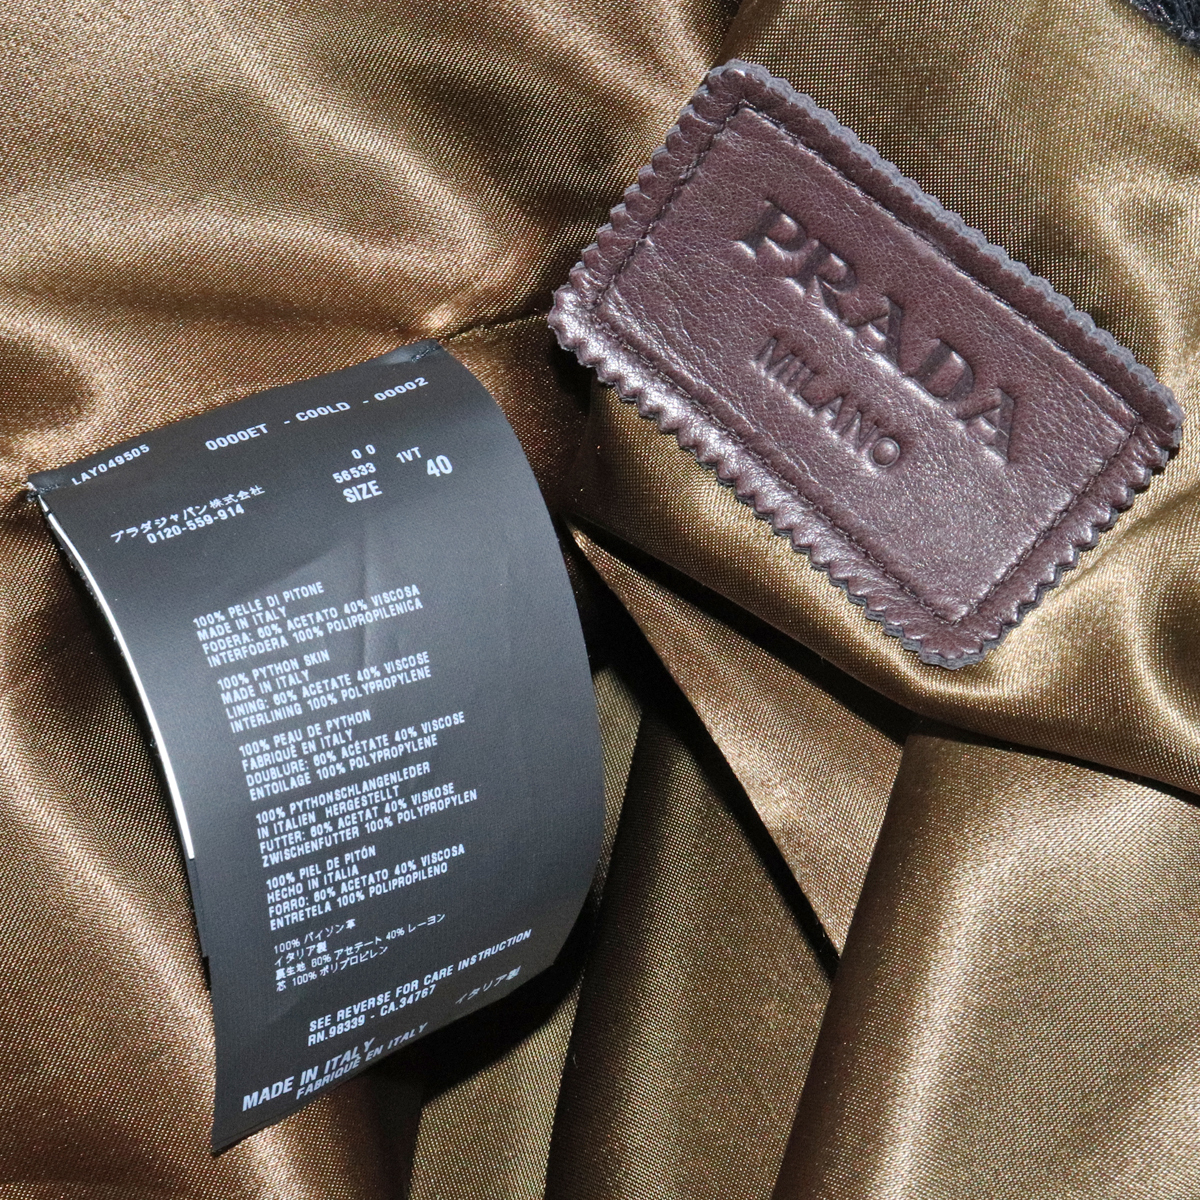 PRADA
MILANO
LAY049505 0000ET - C00LD - 00002
0 0
56533 1VT
SIZE 40
プラダジャパン株式会社
0120-559-914
100% PELLE DI PITONE
MADE IN ITALY
FODERA: 60% ACETATO 40% VISCOSA
INTERFODERA 100% POLIPROPILENICA
100% PYTHON SKIN
MADE IN ITALY
LINING: 60% ACETATE 40% VISCOSE
INTERLINING 100% POLYPROPYLENE
100% PEAU DE PYTHON
FABRIQUÉ EN ITALY
DOUBLURE: 60% ACÉTATE 40% VISCOSE
ENTOILAGE 100% POLYPROPYLENE
100% PYTHONSCHLANGENLEDER
IN ITALIEN HERGESTELLT
FUTTER: 60% ACETAT 40% VISKOSE
ZWISCHENFUTTER 100% POLYPROPYLEN
100% PIEL DE PITÓN
HECHO IN ITALIA
FORRO: 60% ACETATO 40% VISCOSA
ENTRETELA 100% POLIPROPILENO
100% パイソン革
イタリア製
裏生地 60% アセテート 40% レーヨン
芯 100% ポリプロピレン
SEE REVERSE FOR CARE INSTRUCTION
RN.98339 - CA.34767
イタリア製
MADE IN ITALY
FABRIQUÉ EN ITALY